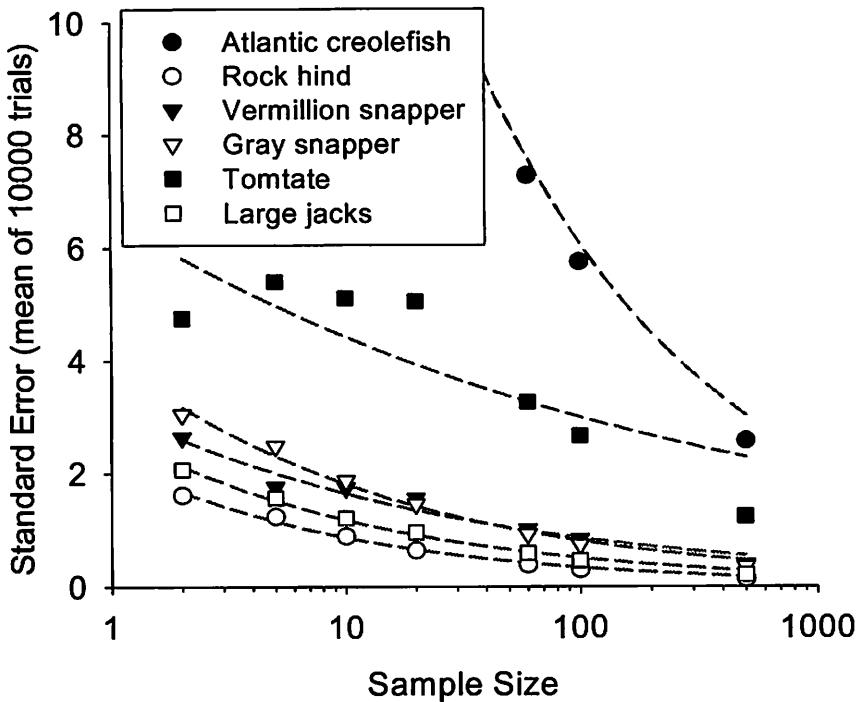 10
8
6
4
2
0
Standard Error (mean of 10000 trials)
Atlantic creolefish
Rock hind
Vermillion snapper
Gray snapper
Tomtate
Large jacks
1 10 100 1000
Sample Size